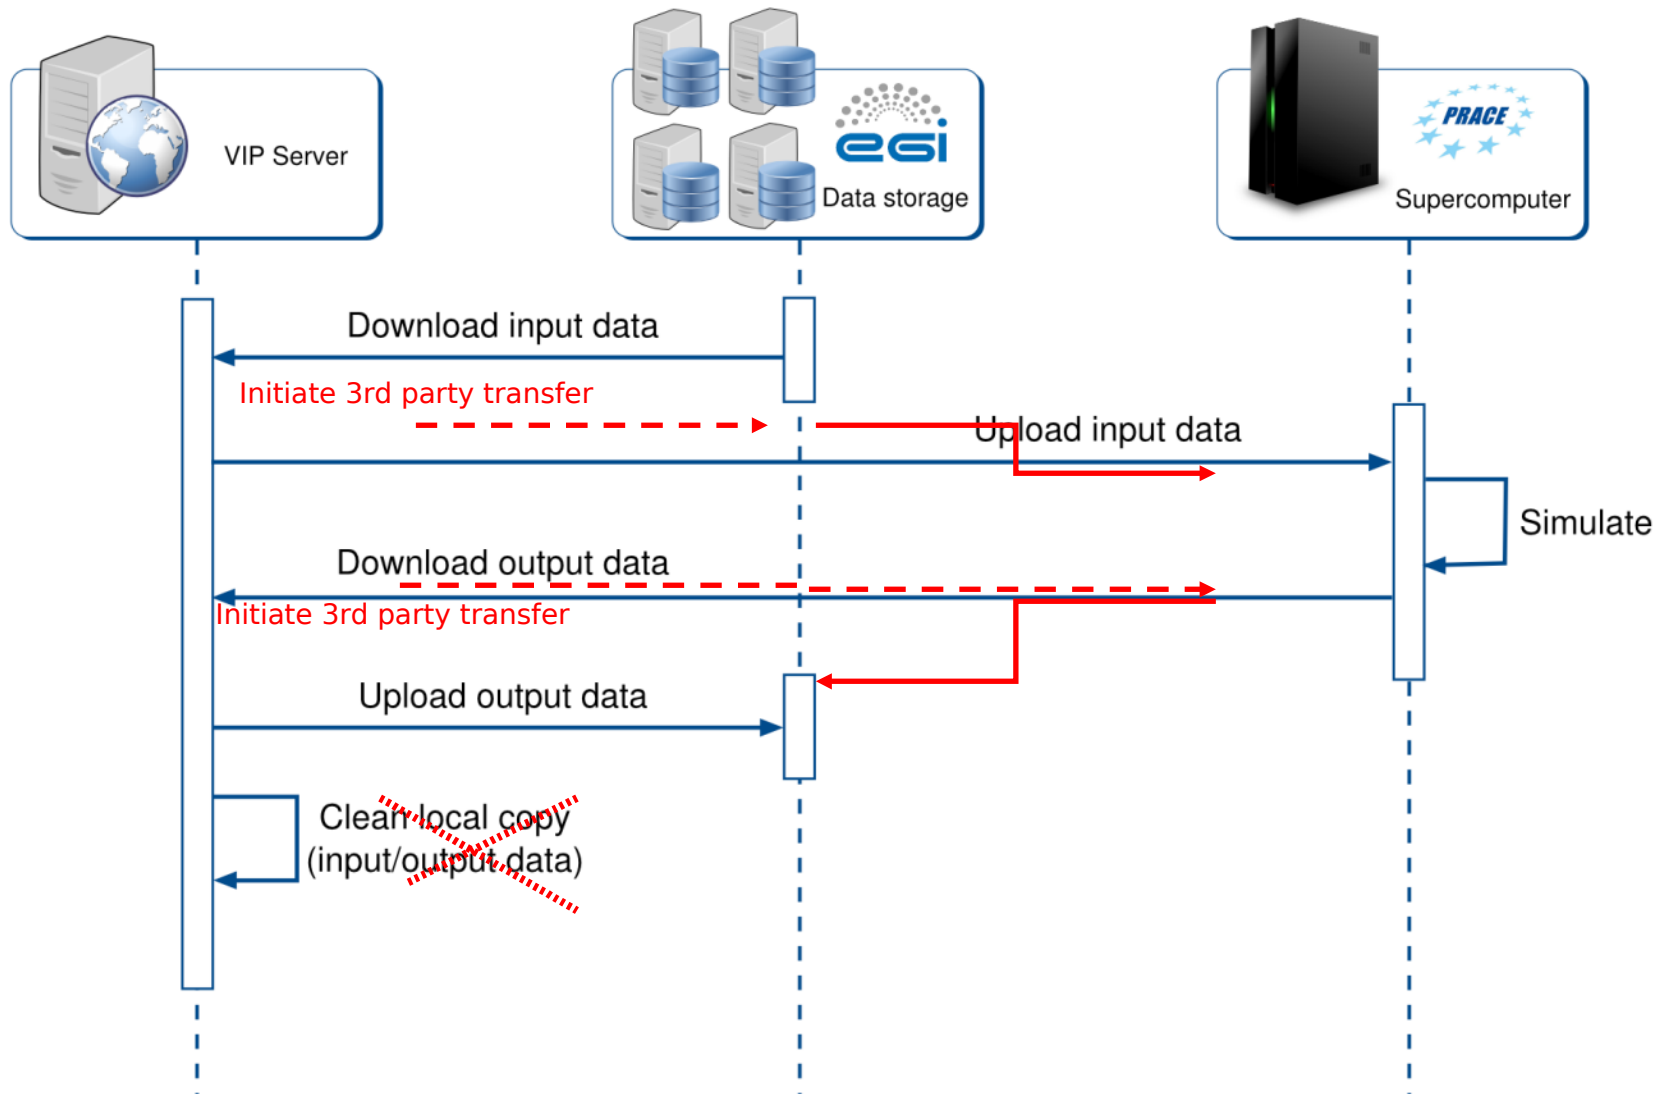 VIP Server
egi
Data storage
PRACE
Supercomputer
Download input data
Initiate 3rd party transfer
Upload input data
Simulate
Download output data
Initiate 3rd party transfer
Upload output data
Clean local copy
(input/output data)